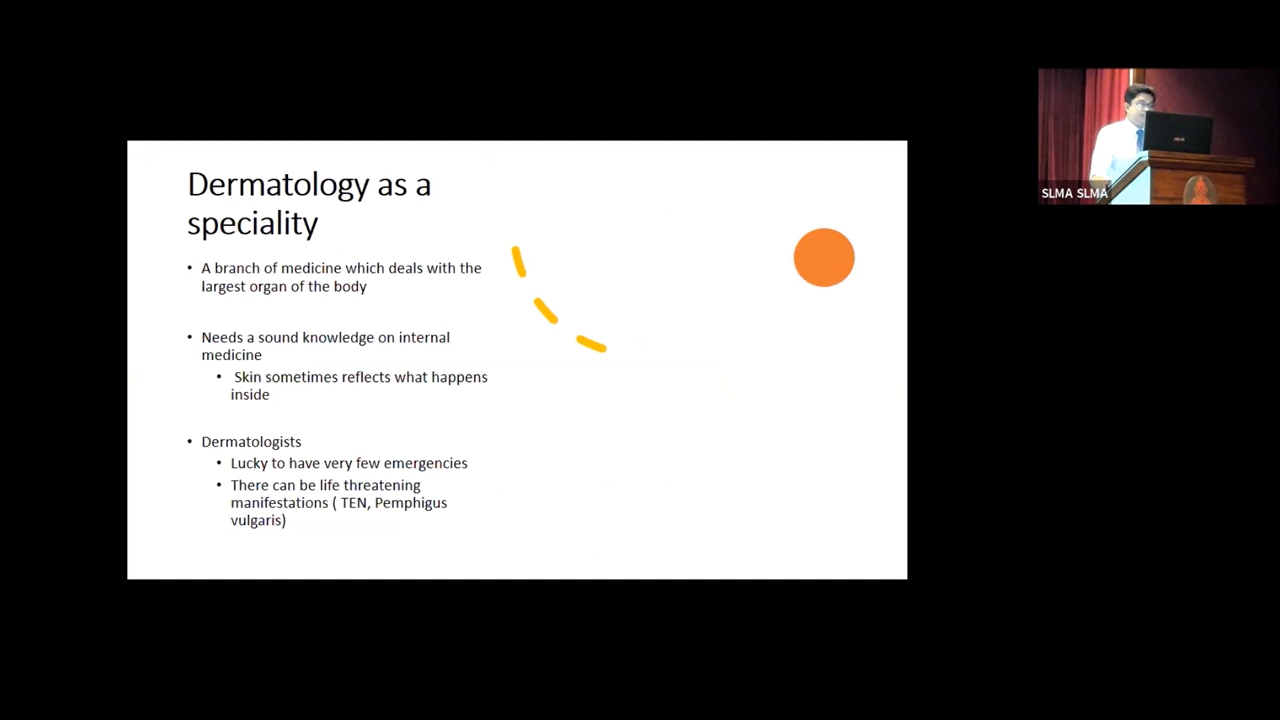 Dermatology as a
speciality
• A branch of medicine which deals with the
largest organ of the body
• Needs a sound knowledge on internal
medicine
• Skin sometimes reflects what happens
inside
• Dermatologists
• Lucky to have very few emergencies
• There can be life threatening
manifestations ( TEN, Pemphigus
vulgaris)
SLMA SLMA